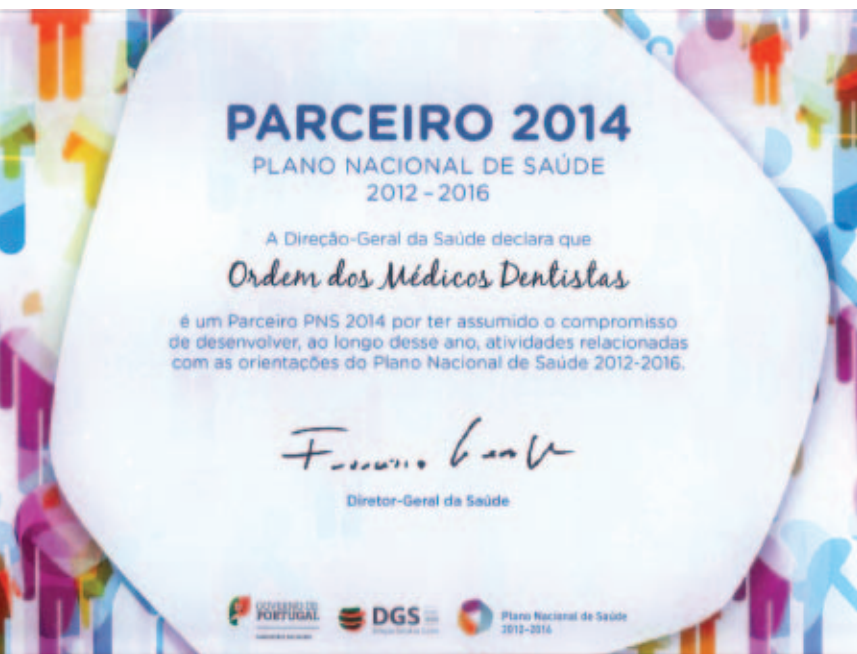 PARCEIRO 2014
PLANO NACIONAL DE SAÚDE
2012 – 2016
A Direção-Geral da Saúde declara que
Ordem dos Médicos Dentistas
é um Parceiro PNS 2014 por ter assumido o compromisso
de desenvolver, ao longo desse ano, atividades relacionadas
com as orientações do Plano Nacional de Saúde 2012-2016.
Diretor-Geral da Saúde
GOVERNO DE
PORTUGAL
DGS
Plano Nacional de Saúde
2012-2016